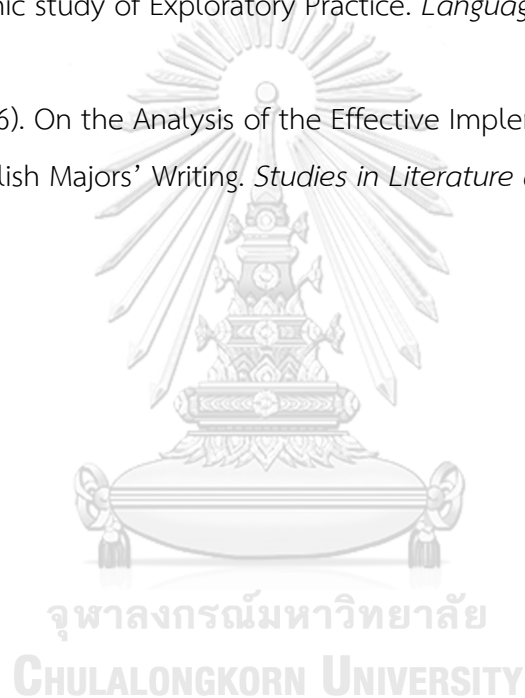 nic study of Exploratory Practice. Languag
6). On the Analysis of the Effective Imple
lish Majors' Writing. Studies in Literature
จุฬาลงกรณ์มหาวิทยาลัย
CHULALONGKORN UNIVERSITY